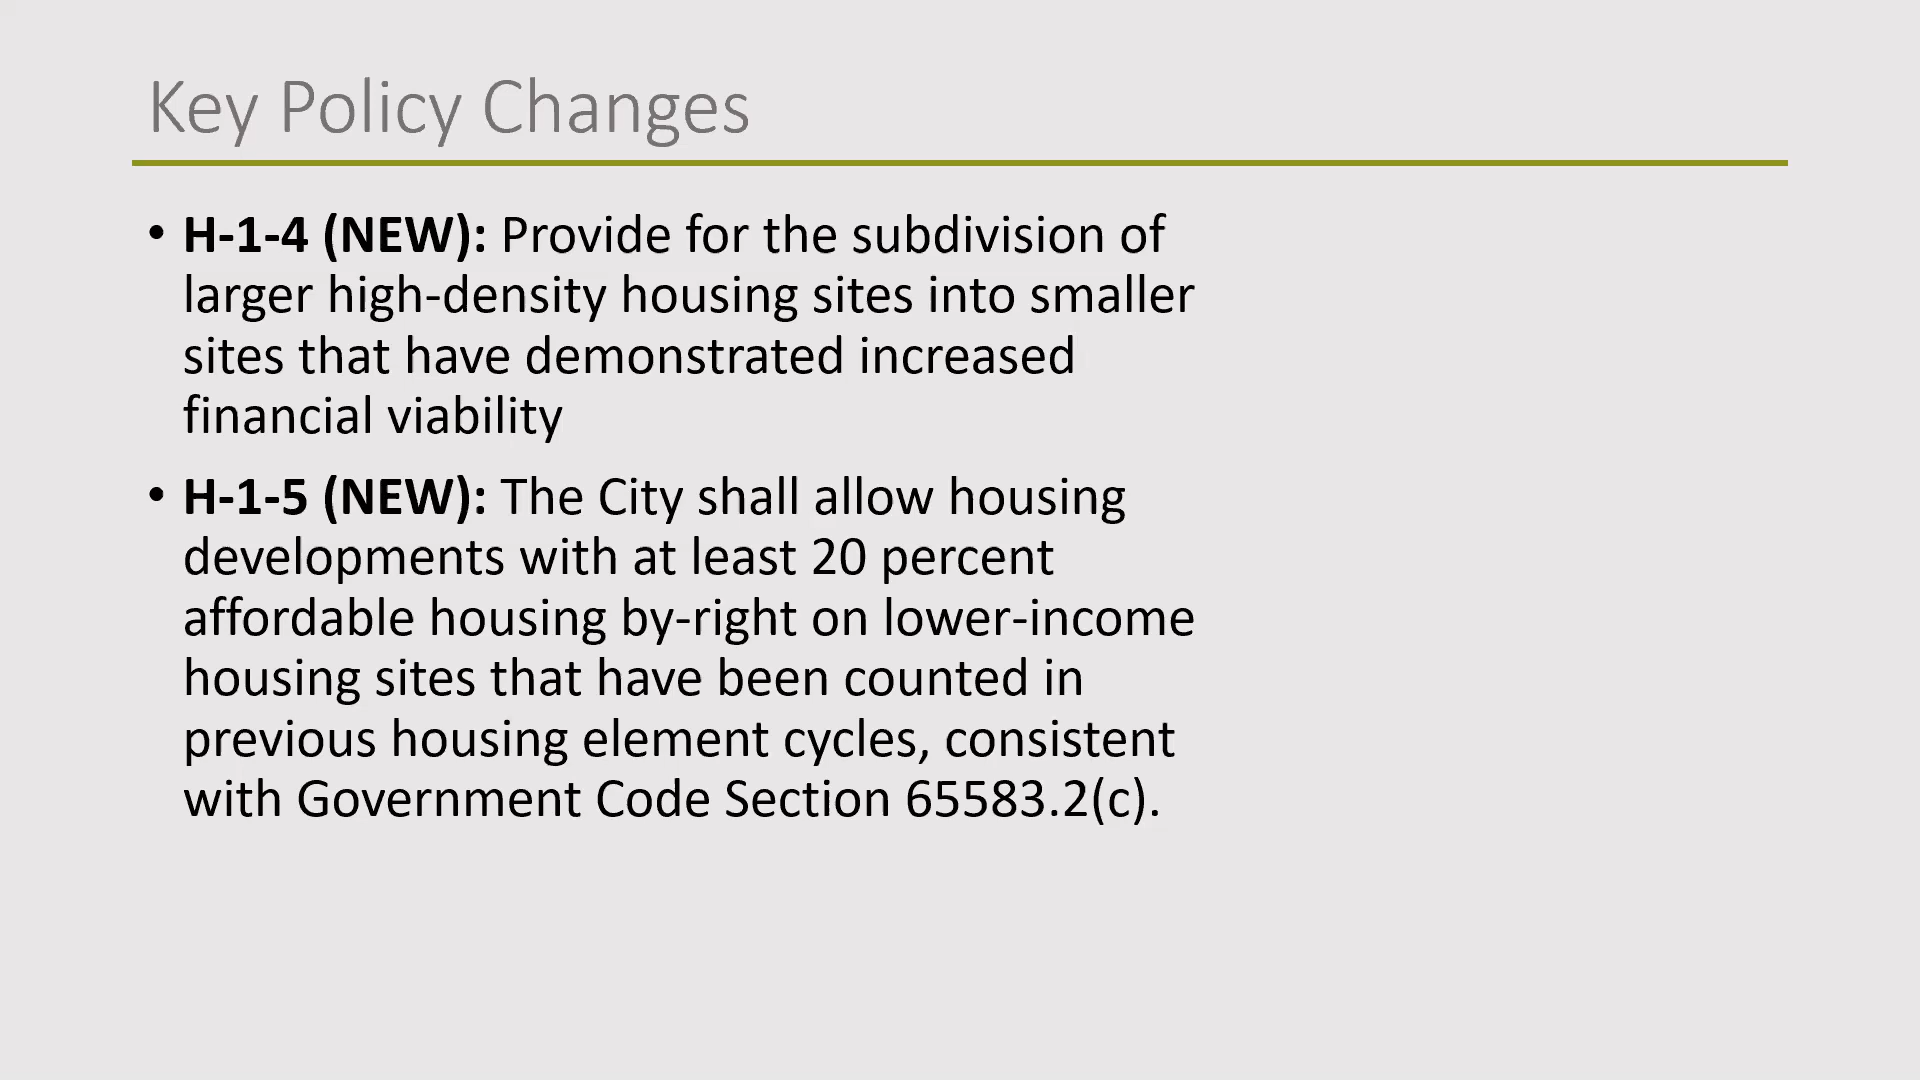 Key Policy Changes
• H-1-4 (NEW): Provide for the subdivision of
larger high-density housing sites into smaller
sites that have demonstrated increased
financial viability
• H-1-5 (NEW): The City shall allow housing
developments with at least 20 percent
affordable housing by-right on lower-income
housing sites that have been counted in
previous housing element cycles, consistent
with Government Code Section 65583.2(c).